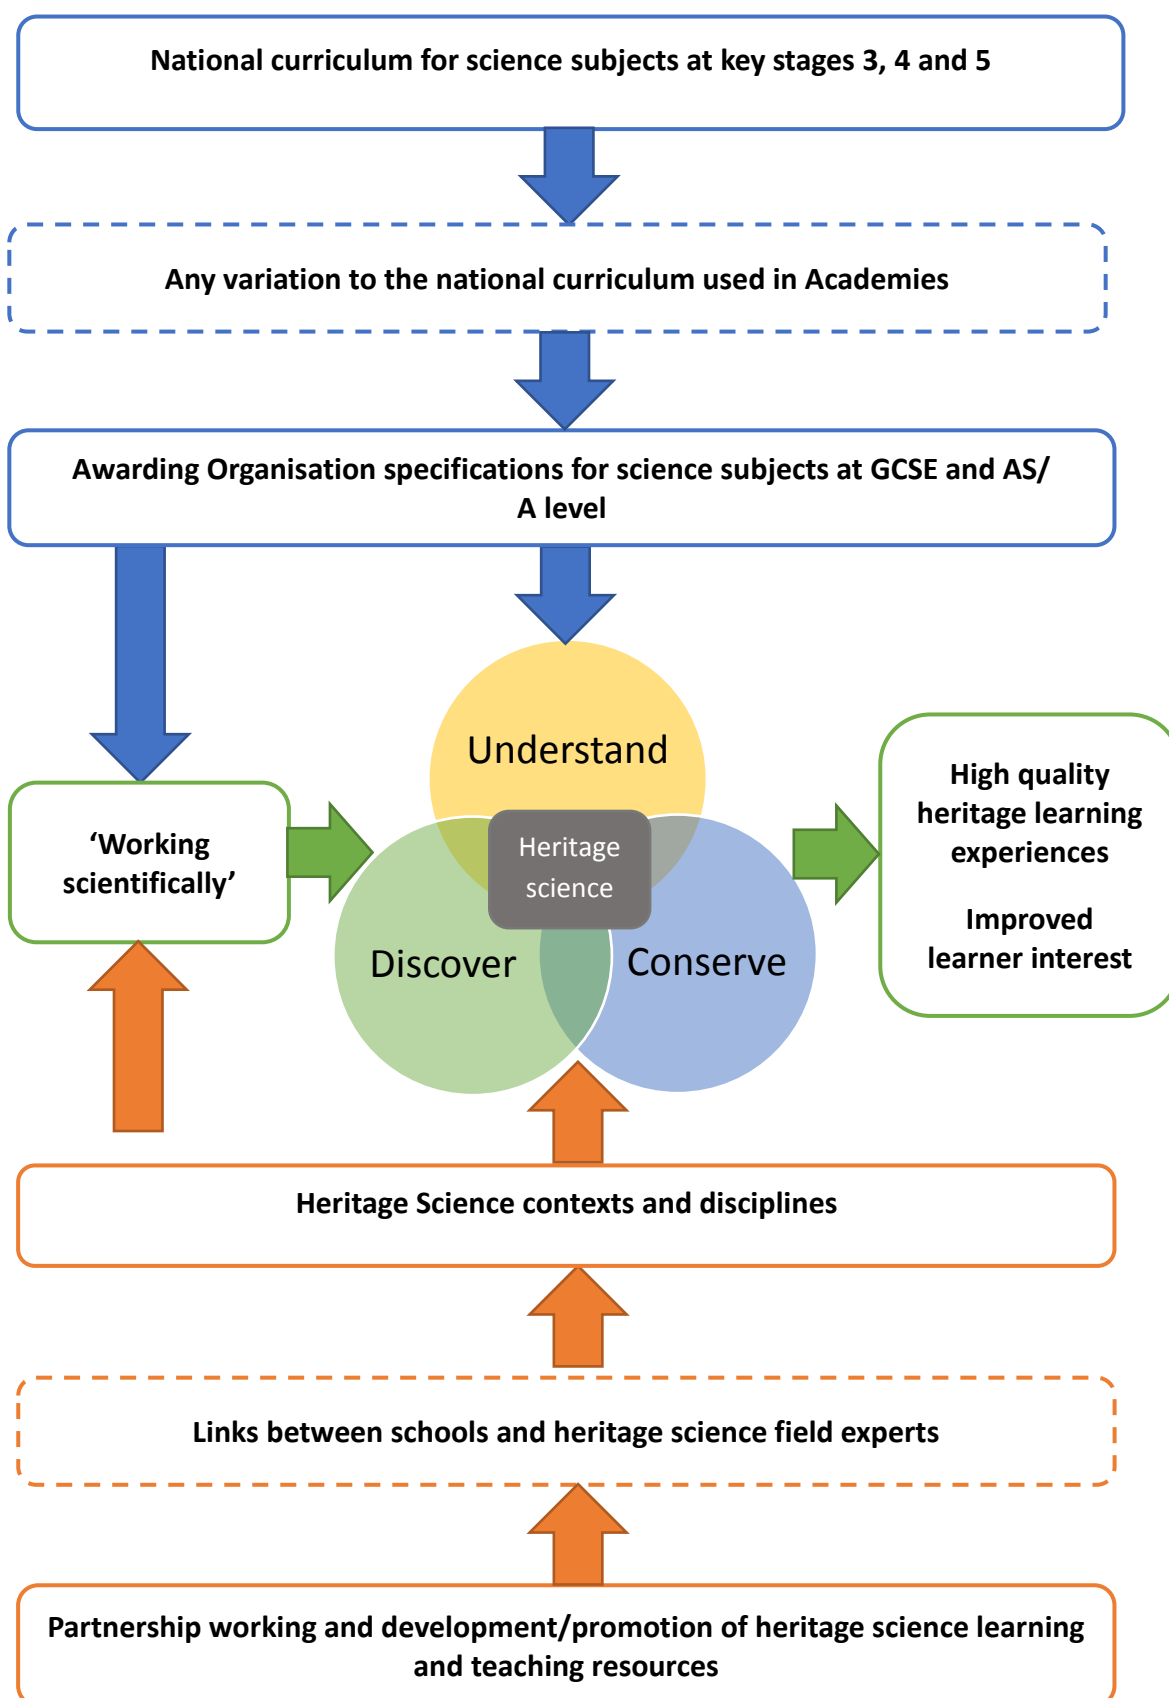 National curriculum for science subjects at key stages 3, 4 and 5
Any variation to the national curriculum used in Academies
Awarding Organisation specifications for science subjects at GCSE and AS/
A level
Understand
‘Working
scientifically’
Heritage
science
Discover
Conserve
High quality
heritage learning
experiences
Improved
learner interest
Heritage Science contexts and disciplines
Links between schools and heritage science field experts
Partnership working and development/promotion of heritage science learning
and teaching resources